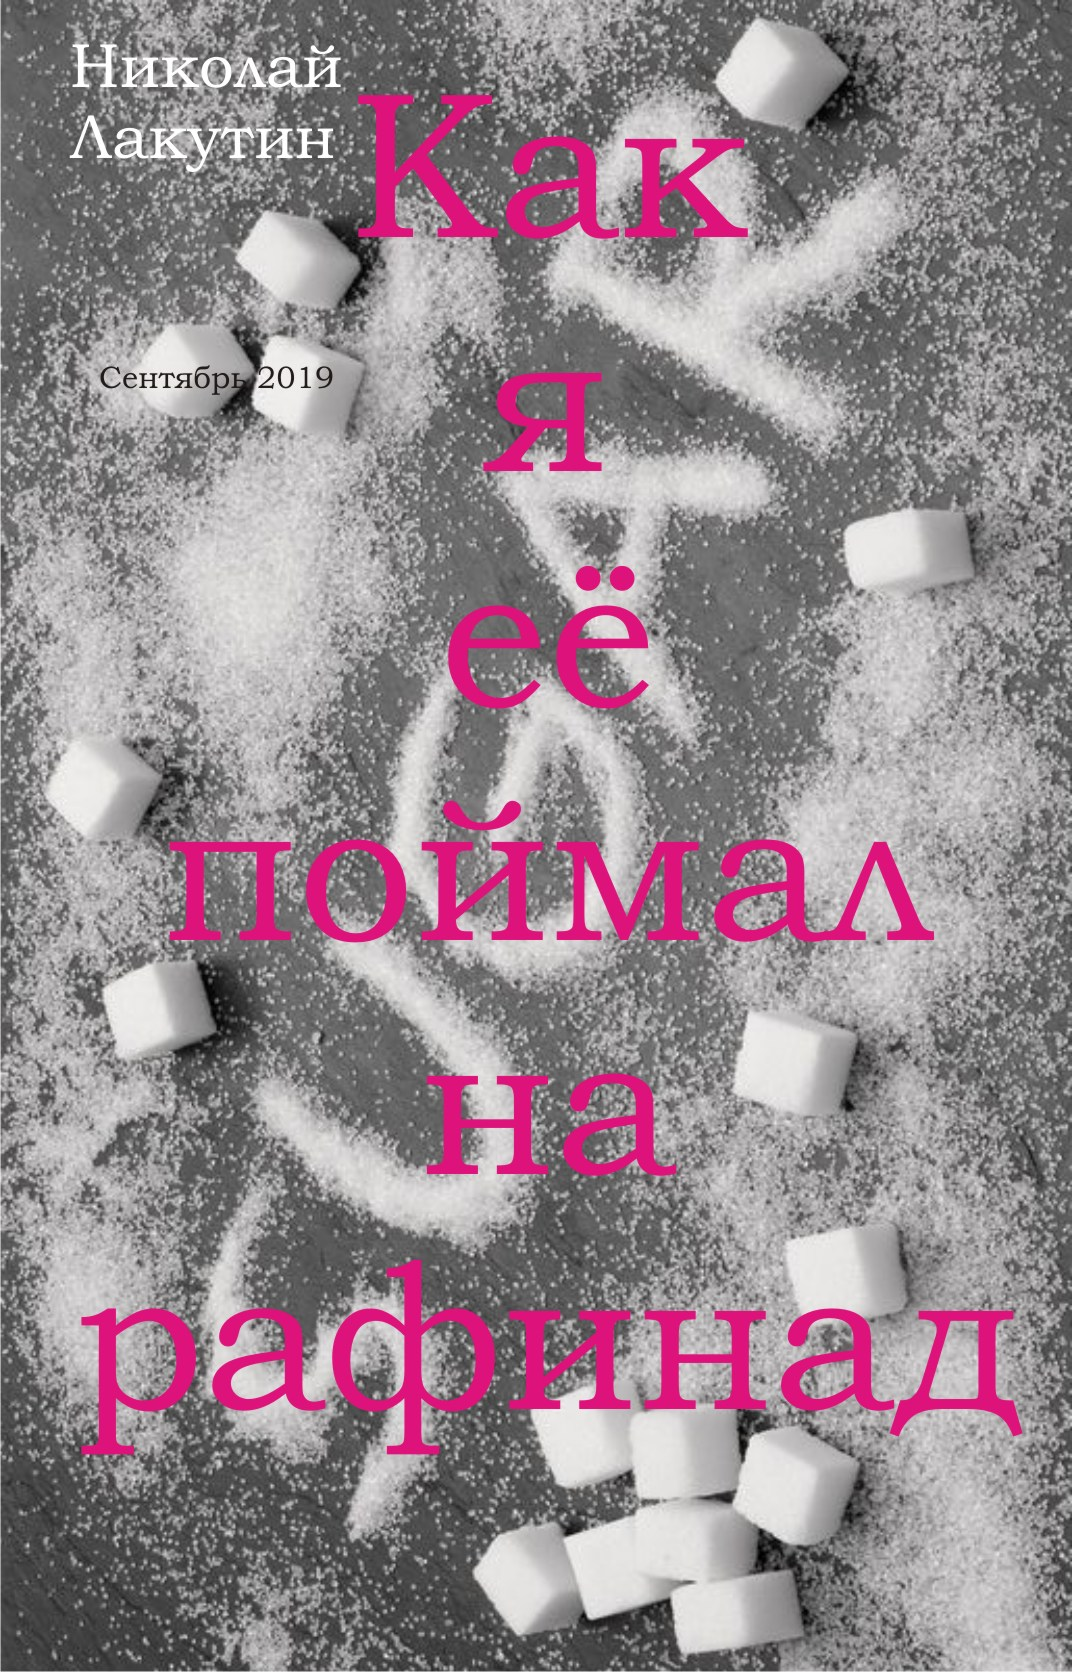 Николай
Лакутин
Как
Сентябрь 2019
я
её
поймал
на
рафинад